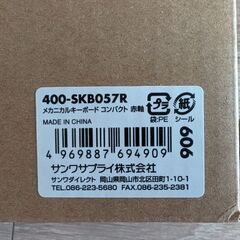 400-SKB057R
メカニカルキーボード コンパクト 赤軸
MADE IN CHINA
プラ
袋:PE
紙
シール
4 969887 694909
606
サンワサプライ株式会社
サンワダイレクト 岡山県岡山市北区田町1-10-1
TEL.086-223-5680 FAX.086-235-2381